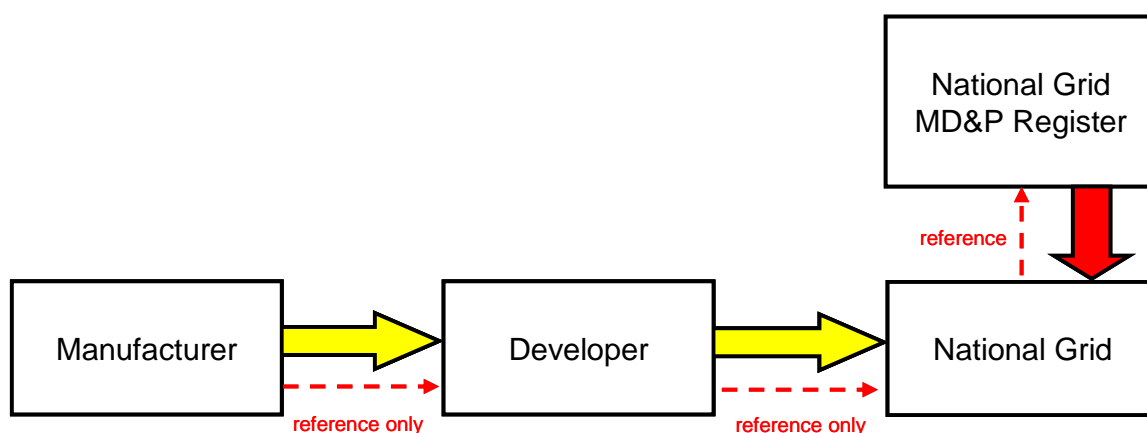 National Grid
MD&P Register
reference
Manufacturer
Developer
National Grid
reference only
reference only